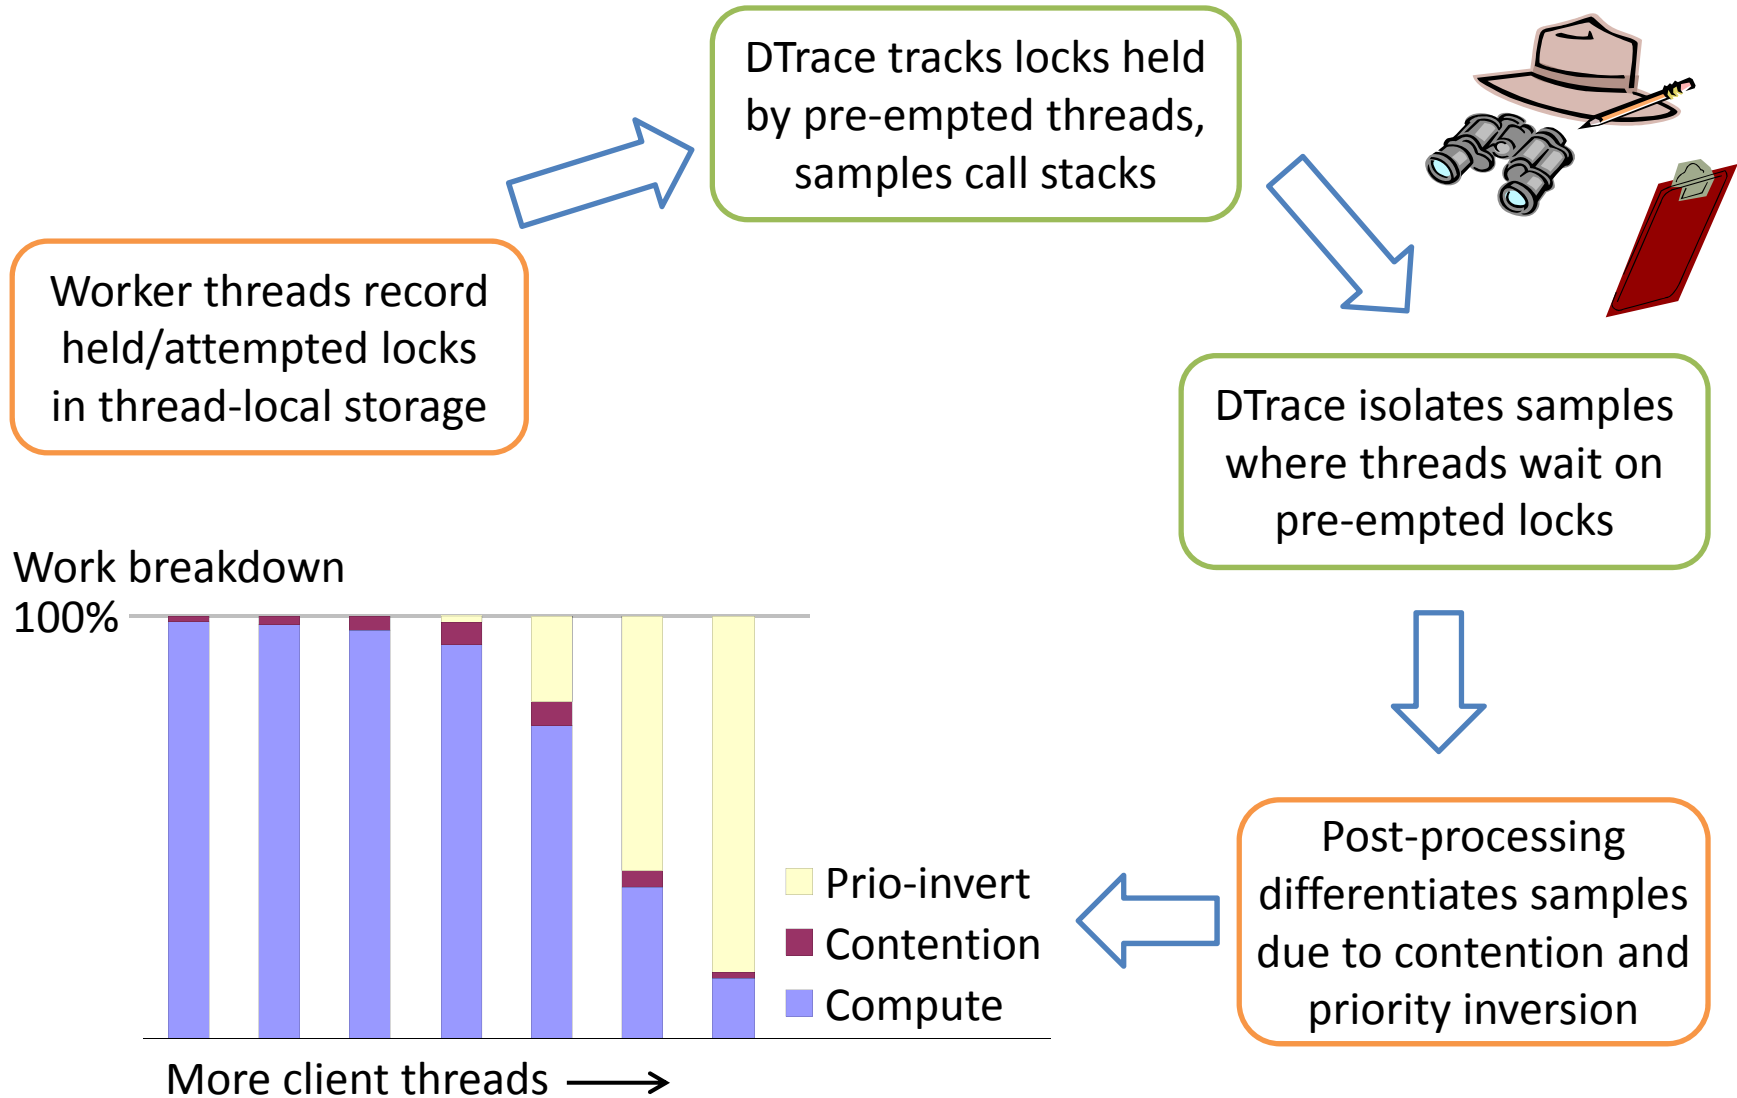 DTrace tracks locks held
by pre-empted threads,
samples call stacks
Worker threads record
held/attempted locks
in thread-local storage
DTrace isolates samples
where threads wait on
pre-empted locks
Post-processing
differentiates samples
due to contention and
priority inversion
Work breakdown
100%
Prio-invert
Contention
Compute
More client threads